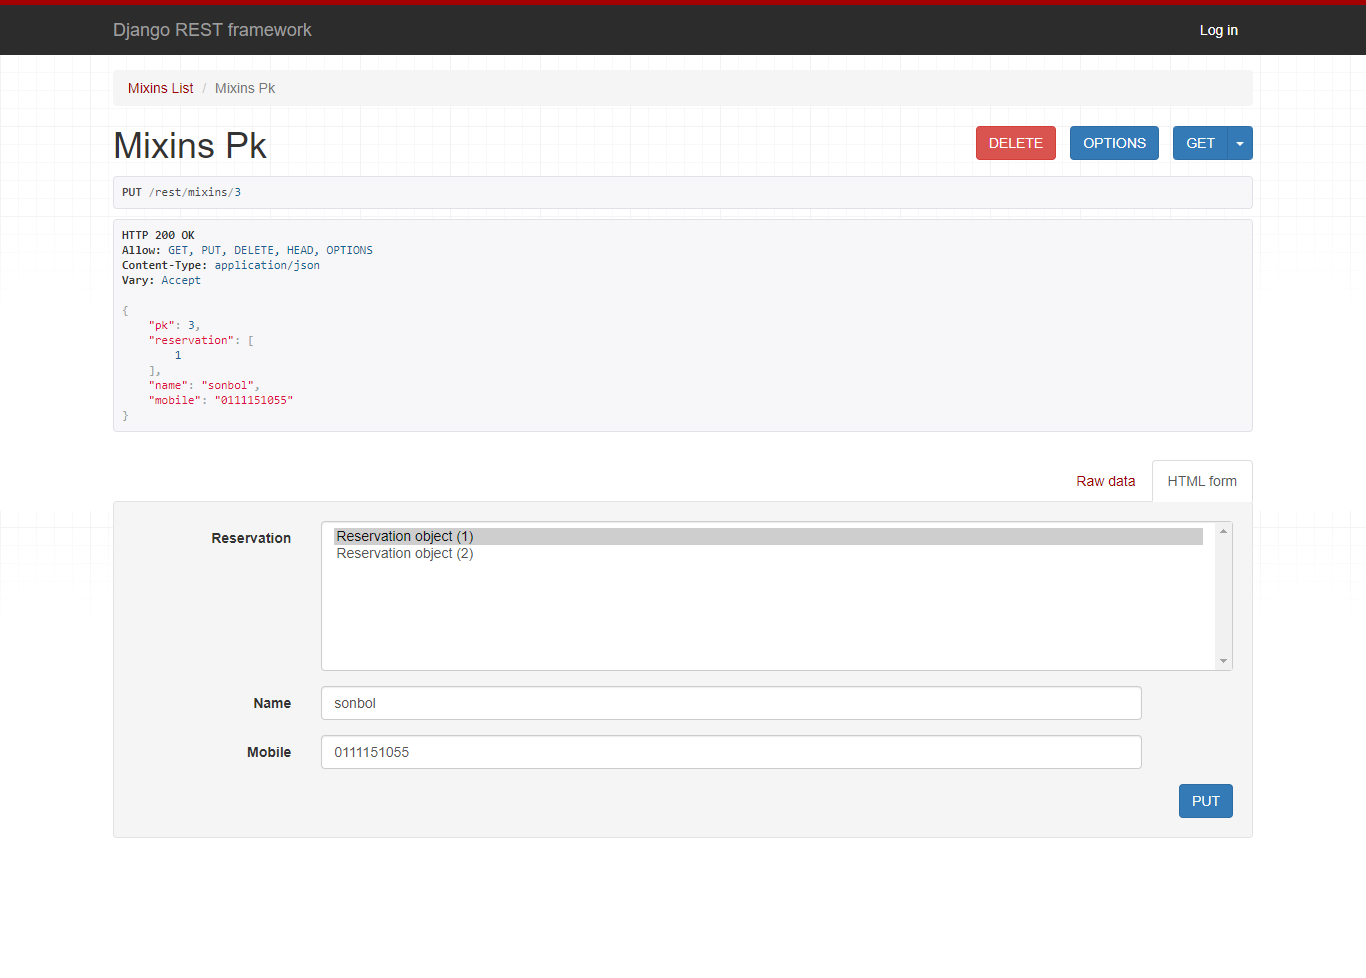 Django REST framework
Log in
Mixins List / Mixins Pk
Mixins Pk
DELETE
OPTIONS
GET
PUT /rest/mixins/3
HTTP 200 OK
Allow: GET, PUT, DELETE, HEAD, OPTIONS
Content-Type: application/json
Vary: Accept
{
    "pk": 3,
    "reservation": [
        1
    ],
    "name": "sonbol",
    "mobile": "0111151055"
}
Raw data
HTML form
Reservation
Reservation object (1)
Reservation object (2)
Name
sonbol
Mobile
0111151055
PUT